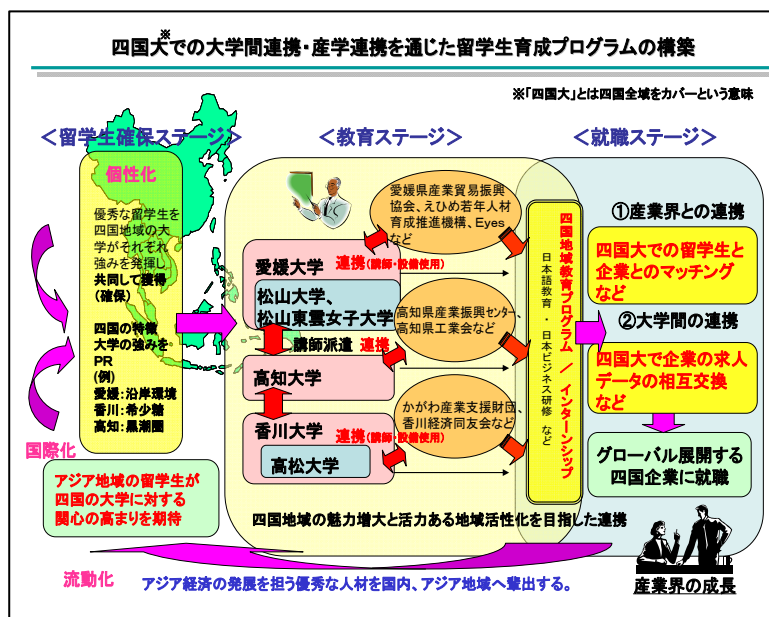 ※
四国大での大学間連携・産学連携を通じた留学生育成プログラムの構築
※「四国大」とは四国全域をカバーという意味
＜留学生確保ステージ＞
個性化
優秀な留学生を
四国地域の大
学がそれぞれ
強みを発揮し
共同して獲得
（確保）
四国の特徴
大学の強みを
PR
（例）
愛媛：沿岸環境
香川：希少糖
高知：黒潮圏
国際化
アジア地域の留学生が
四国の大学に対する
関心の高まりを期待
流動化
＜教育ステージ＞
愛媛県産業貿易振興
協会、えひめ若年人材
育成推進機構、Eyes
など
愛媛大学
連携（講師・設備使用）
松山大学、
松山東雲女子大学
高知県産業振興センター、
高知県工業会など
講師派遣 連携
高知大学
かがわ産業支援財団、
香川経済同友会など
香川大学
連携（講師・設備使用）
高松大学
四国地域教育プログラム ／ インターンシップ
日本語教育 ・ 日本ビジネス研修 など
四国地域の魅力増大と活力ある地域活性化を目指した連携
＜就職ステージ＞
①産業界との連携
四国大での留学生と
企業とのマッチング
など
②大学間の連携
四国大で企業の求人
データの相互交換
など
グローバル展開する
四国企業に就職
産業界の成長
アジア経済の発展を担う優秀な人材を国内、アジア地域へ輩出する。